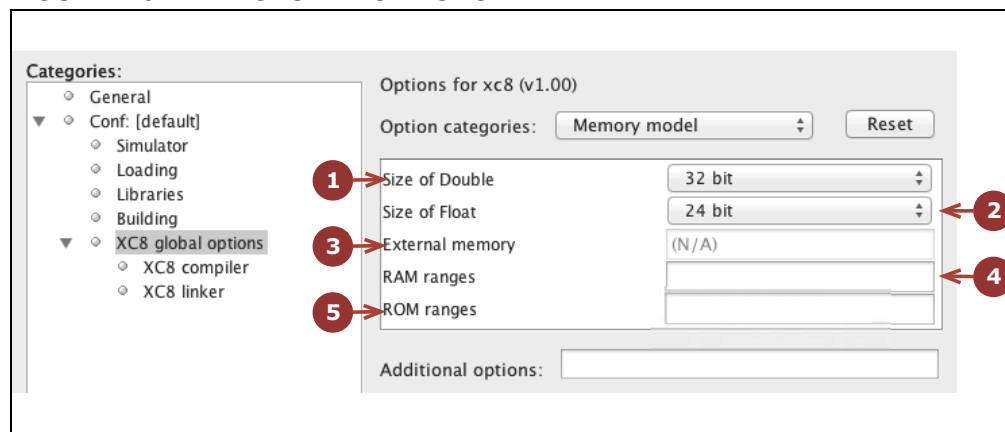 Categories:
General
Conf: [default]
Simulator
Loading
Libraries
Building
XC8 global options
XC8 compiler
XC8 linker
Options for xc8 (v1.00)
Option categories: Memory model Reset
1 Size of Double 32 bit
Size of Float 24 bit 2
3 External memory (N/A)
RAM ranges 4
5 ROM ranges
Additional options: